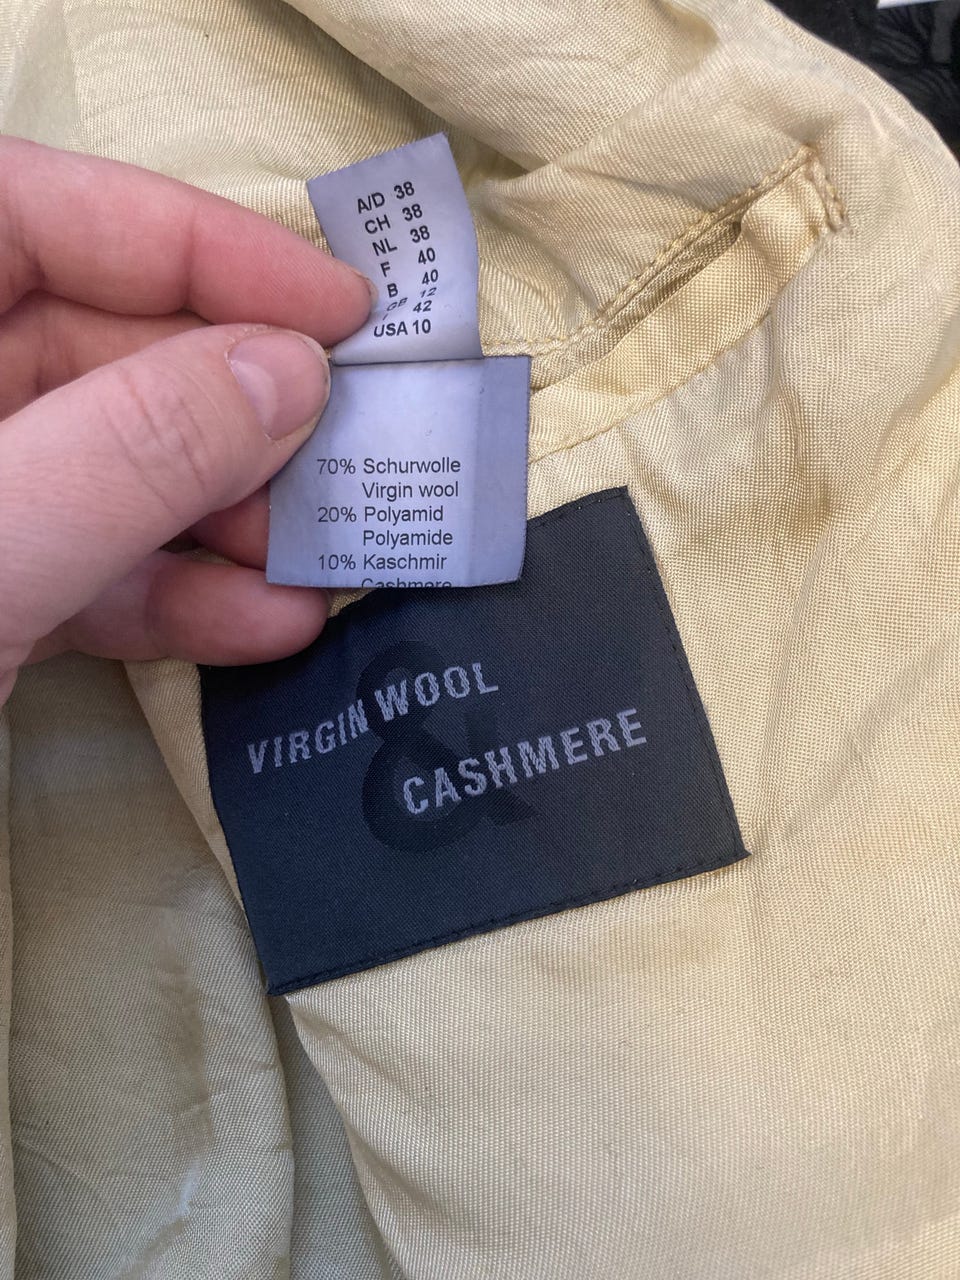 A/D 38
CH 38
NL 38
F 40
B 40
GB 12
I 42
USA 10
70% Schurwolle
Virgin wool
20% Polyamid
Polyamide
10% Kaschmir
Cashmere
VIRGIN WOOL
&
CASHMERE